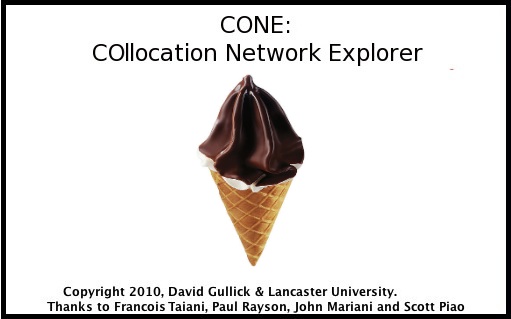 CONE:
COllocation Network Explorer
Copyright 2010, David Gullick & Lancaster University.
Thanks to Francois Taiani, Paul Rayson, John Mariani and Scott Piao